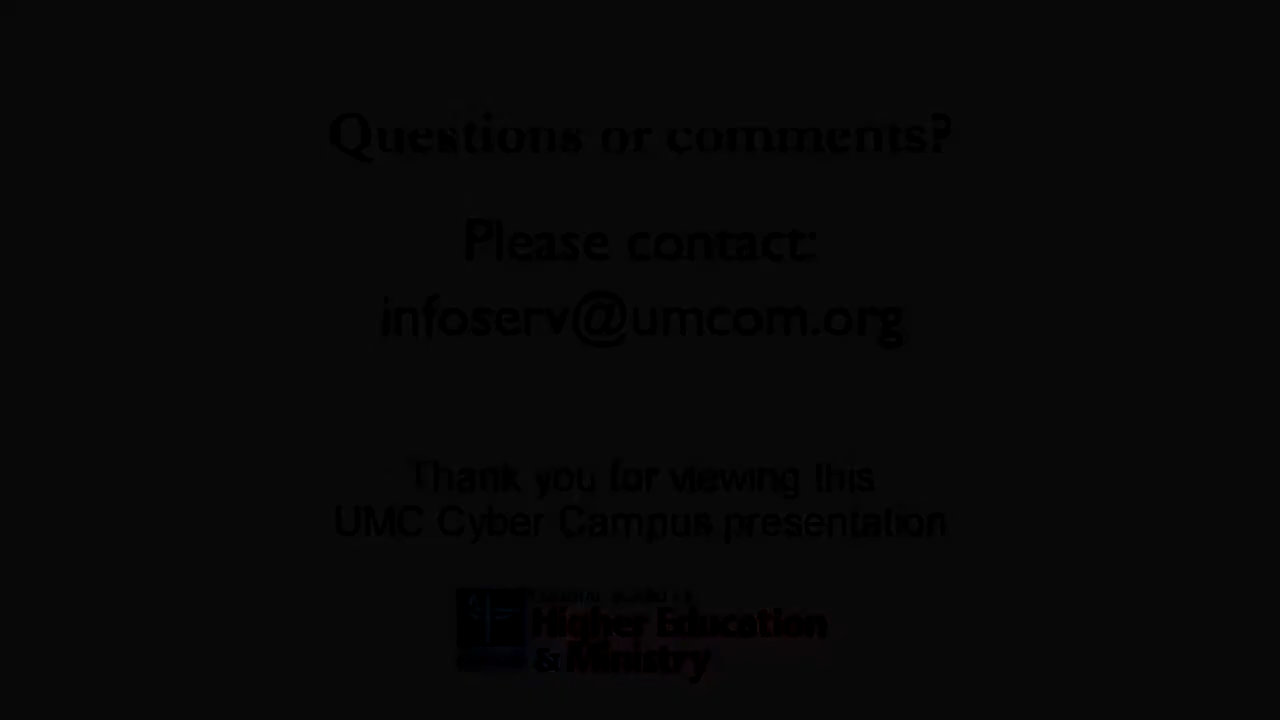 Questions or comments?
Please contact:
infoserv@umcom.org
Thank you for viewing this
UMC Cyber Campus presentation
Higher Education
& Ministry